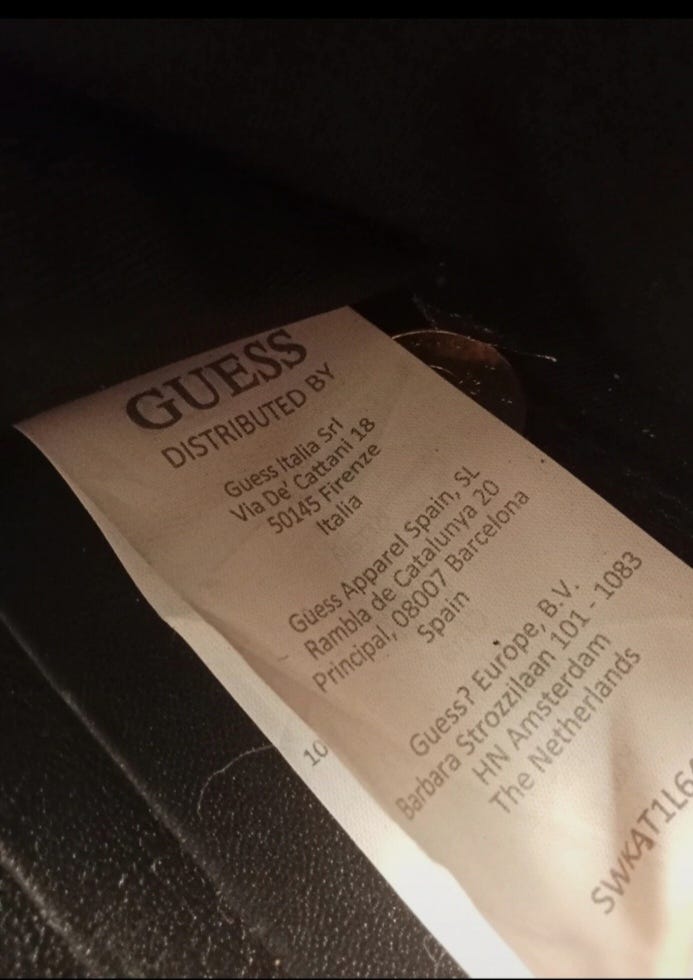 GUESS
DISTRIBUTED BY
Guess Italia Srl
Via De' Cattani 18
50145 Firenze
Italia
Guess Apparel Spain, SL
Rambla de Catalunya 20
Principal, 08007 Barcelona
Spain
Guess? Europe, B.V.
Barbara Strozzilaan 101 - 1083
HN Amsterdam
The Netherlands
10